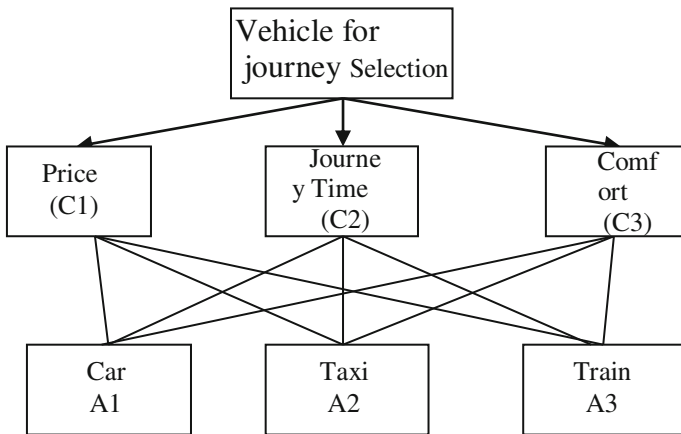 Vehicle for
journey Selection
Price
(C1)
Journe
y Time
(C2)
Comf
ort
(C3)
Car
A1
Taxi
A2
Train
A3